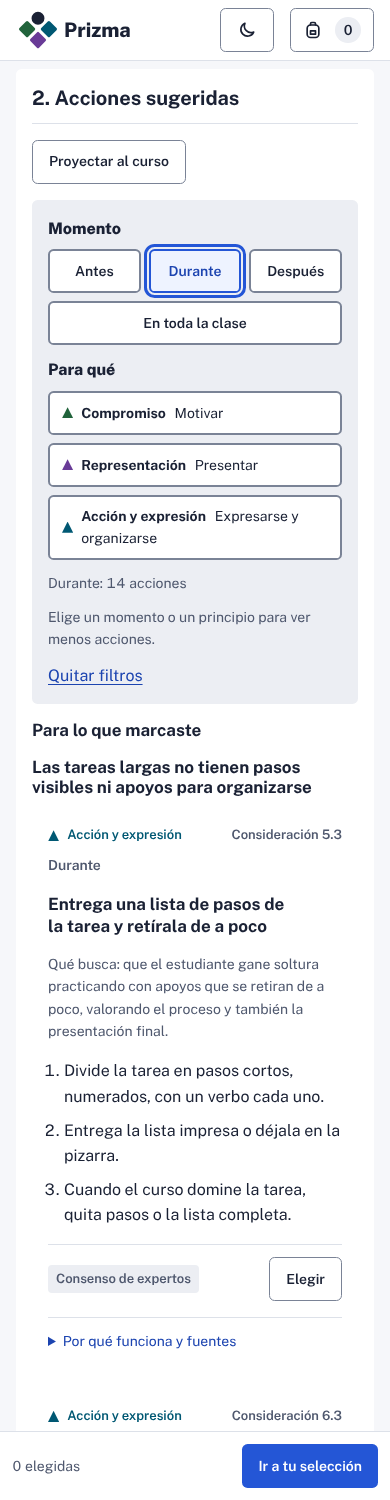 Prizma
0
2. Acciones sugeridas
Proyectar al curso
Momento
Antes
Durante
Después
En toda la clase
Para qué
Compromiso Motivar
Representación Presentar
Acción y expresión Expresarse y
organizarse
Durante: 14 acciones
Elige un momento o un principio para ver
menos acciones.
Quitar filtros
Para lo que marcaste
Las tareas largas no tienen pasos
visibles ni apoyos para organizarse
Acción y expresión
Consideración 5.3
Durante
Entrega una lista de pasos de
la tarea y retírala de a poco
Qué busca: que el estudiante gane soltura
practicando con apoyos que se retiran de a
poco, valorando el proceso y también la
presentación final.
1. Divide la tarea en pasos cortos,
numerados, con un verbo cada uno.
2. Entrega la lista impresa o déjala en la
pizarra.
3. Cuando el curso domine la tarea,
quita pasos o la lista completa.
Consenso de expertos
Elegir
Por qué funciona y fuentes
Acción y expresión
Consideración 6.3
0 elegidas
Ir a tu selección